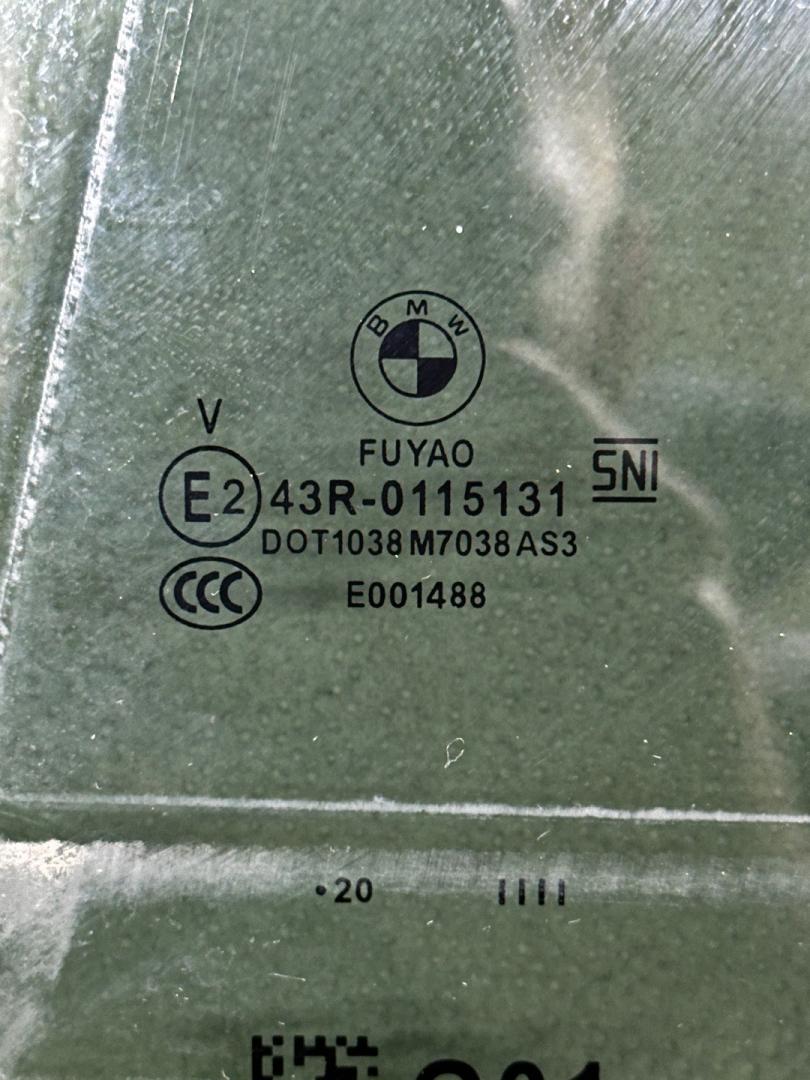 BMW
V
FUYAO
SNI
E2 43R-0115131
DOT1038 M7038 AS3
CCC E001488
•20 IIII